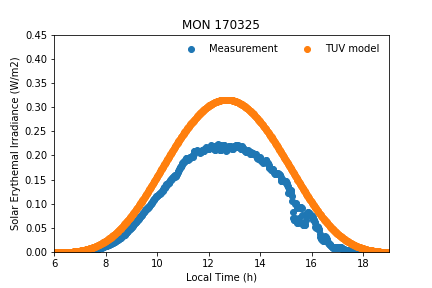 MON 170325
Measurement
TUV model
Solar Erythemal Irradiance (W/m2)
0.45
0.40
0.35
0.30
0.25
0.20
0.15
0.10
0.05
0.00
6 8 10 12 14 16 18
Local Time (h)